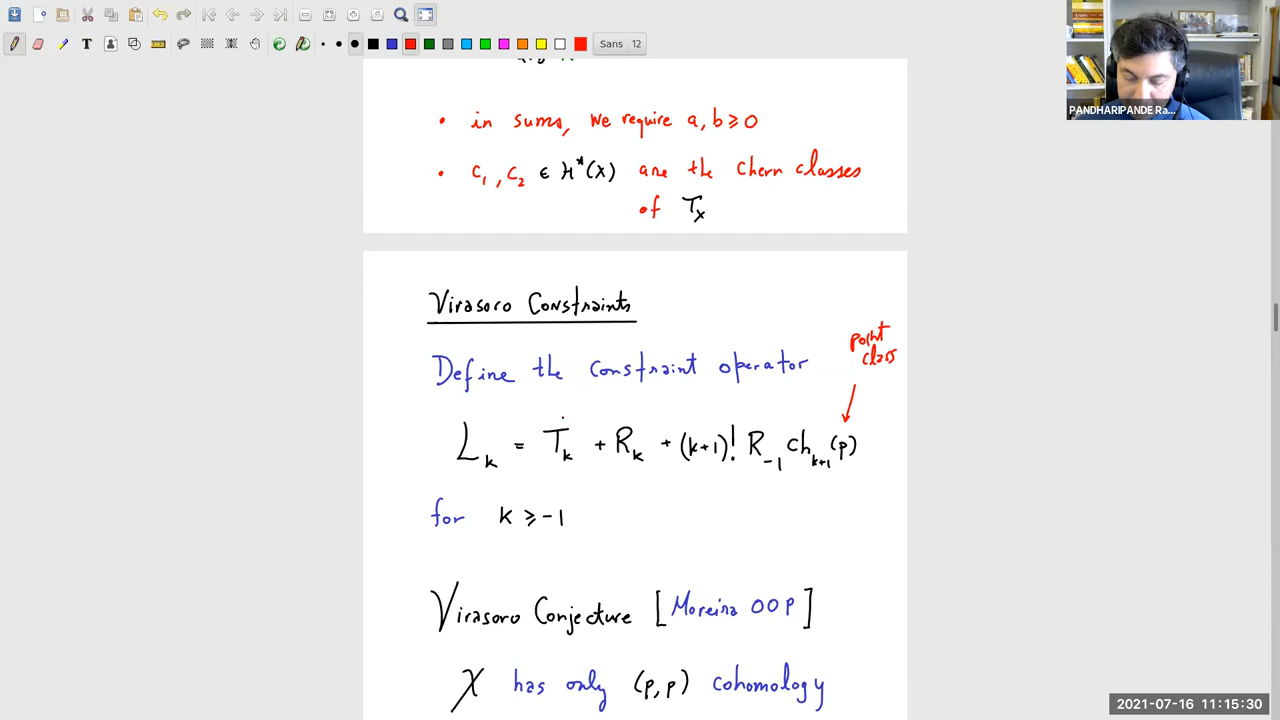 Sans 12
PANDHARIPANDE Ra...
• in sums, we require a, b ⩾ 0
• c₁, c₂ ∈ H*(X) are the Chern classes
of T_X
Virasoro Constraints
point
class
Define the constraint operator
L_k = T_k + R_k + (k+1)! R_{-1} ch_{k+1}(p)
for k ⩾ -1
Virasoro Conjecture [Moreira OOP]
X has only (p,p) cohomology
2021-07-16 11:15:30